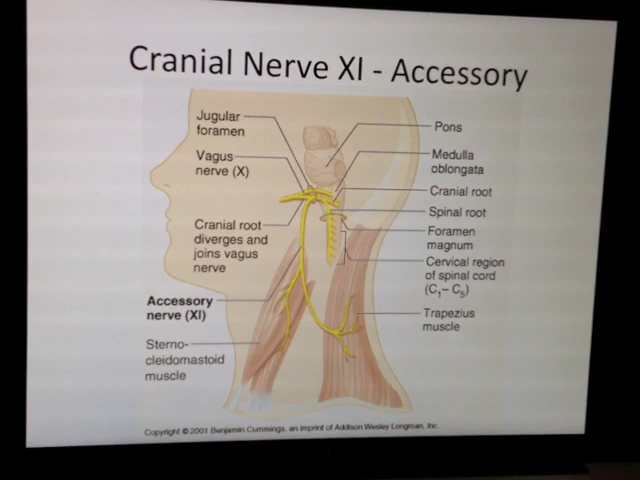 Cranial Nerve XI - Accessory
Jugular
foramen
Vagus
nerve (X)
Cranial root
diverges and
joins vagus
nerve
Accessory
nerve (XI)
Sterno-
cleidomastoid
muscle
Pons
Medulla
oblongata
Cranial root
Spinal root
Foramen
magnum
Cervical region
of spinal cord
(C₁– C₅)
Trapezius
muscle
Copyright © 2001 Benjamin Cummings, an imprint of Addison Wesley Longman, Inc.